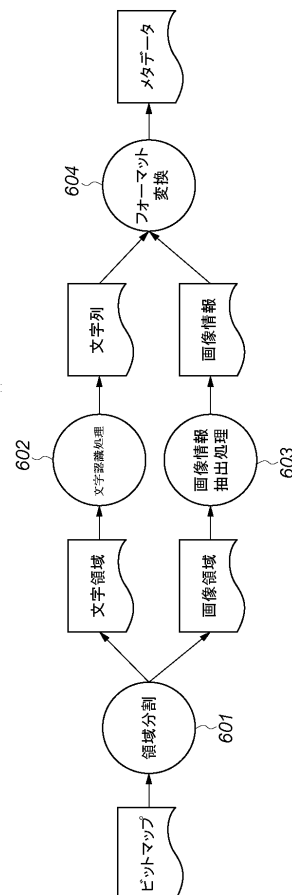 ビットマップ
領域分割
601
文字領域
文字認識処理
602
文字列
画像領域
画像情報
抽出処理
603
画像情報
フォーマット
変換
604
メタデータ